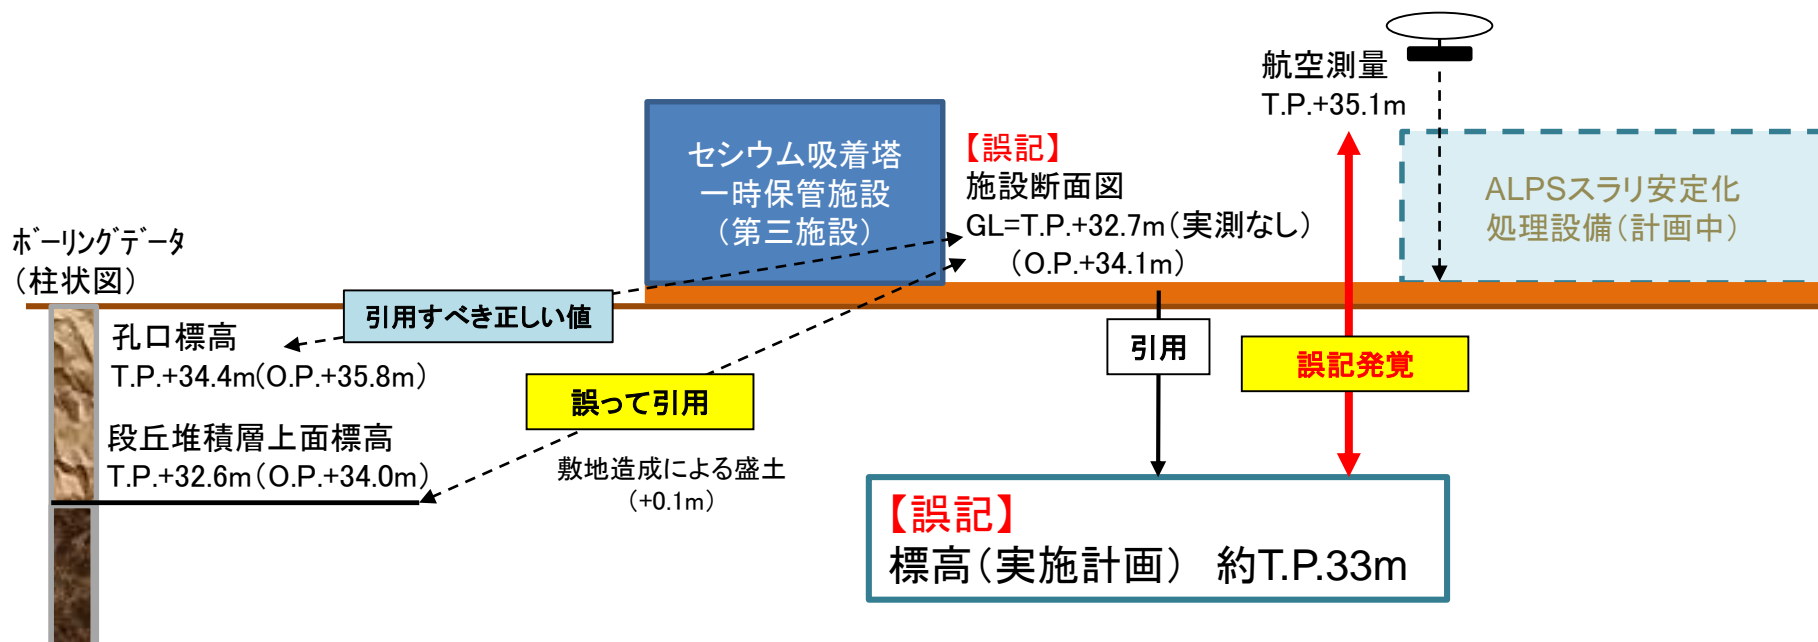 航空測量
T.P.+35.1m
セシウム吸着塔
一時保管施設
（第三施設）
【誤記】
施設断面図
GL=T.P.+32.7m（実測なし）
（O.P.+34.1m）
ALPSスラリ安定化
処理設備（計画中）
ﾎﾞｰﾘﾝｸﾞﾃﾞｰﾀ
（柱状図）
引用すべき正しい値
孔口標高
T.P.+34.4m(O.P.+35.8m)
引用
誤記発覚
誤って引用
段丘堆積層上面標高
T.P.+32.6m（O.P.+34.0m）
敷地造成による盛土
（+0.1m）
【誤記】
標高（実施計画）　約T.P.33m